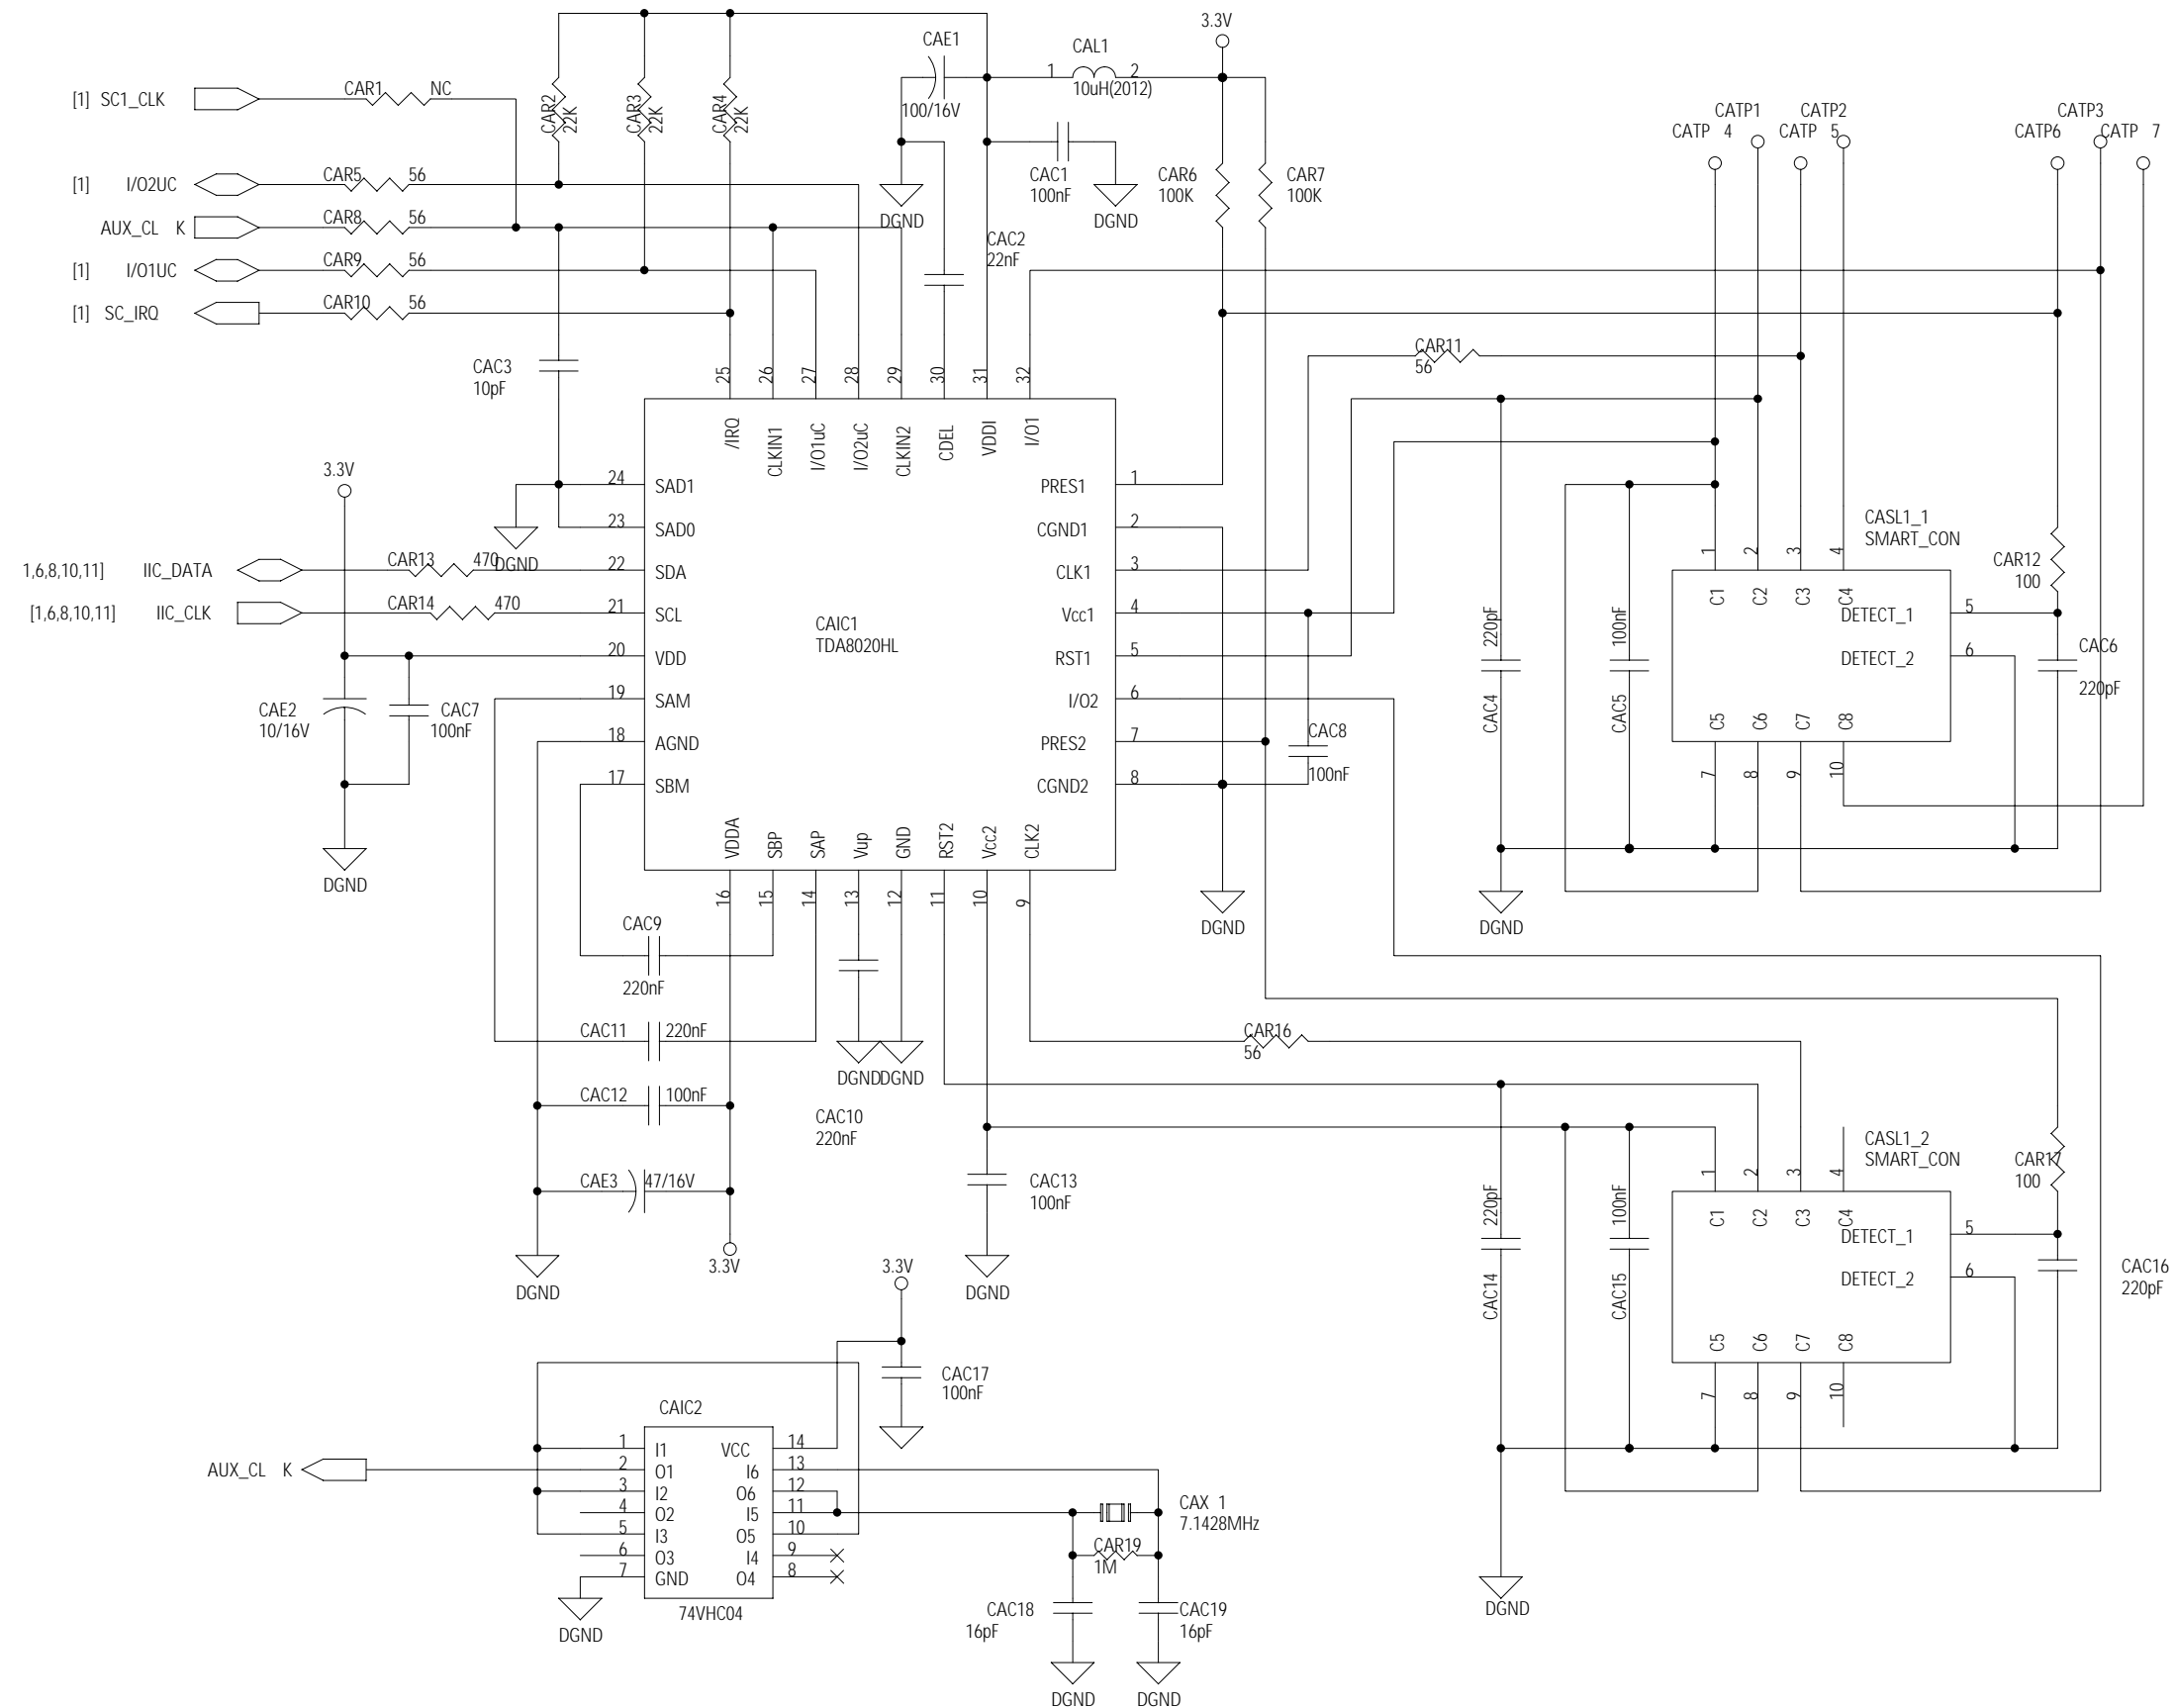 3.3V
CAE1
CAL1
1
2
10uH(2012)
100/16V
[1] SC1_CLK
CAR1
NC
CAR2
22K
CAR3
22K
CAR4
22K
CATP1
CATP2
CATP3
CATP 4
CATP 5
CATP6
CATP 7
[1] I/O2UC
CAR5
56
CAC1
100nF
DGND
DGND
CAR6
100K
CAR7
100K
AUX_CL K
CAR8
56
CAC2
22nF
[1] I/O1UC
CAR9
56
[1] SC_IRQ
CAR10
56
CAR11
56
CAC3
10pF
25
26
27
28
29
30
31
32
/IRQ
CLKIN1
I/O1uC
I/O2uC
CLKIN2
CDEL
VDDI
I/O1
3.3V
24
SAD1
PRES1
1
23
SAD0
CGND1
2
DGND
1,6,8,10,11] IIC_DATA
CAR13
470
22
SDA
CLK1
3
[1,6,8,10,11] IIC_CLK
CAR14
470
21
SCL
Vcc1
4
CAIC1
TDA8020HL
20
VDD
RST1
5
19
SAM
I/O2
6
18
AGND
PRES2
7
17
SBM
CGND2
8
CAE2
10/16V
CAC7
100nF
DGND
CAC8
100nF
DGND
VDDA
SBP
SAP
Vup
GND
RST2
Vcc2
CLK2
16
15
14
13
12
11
10
9
CASL1_1
SMART_CON
1
2
3
4
C1
C2
C3
C4
DETECT_1
5
DETECT_2
6
C5
C6
C7
C8
7
8
9
10
CAR12
100
CAC6
220pF
220pF
CAC4
100nF
CAC5
DGND
CAC9
220nF
CAC11
220nF
DGND
DGND
CAC12
100nF
CAC10
220nF
CAE3
47/16V
DGND
3.3V
CAC13
100nF
DGND
CAR16
56
CASL1_2
SMART_CON
1
2
3
4
C1
C2
C3
C4
DETECT_1
5
DETECT_2
6
C5
C6
C7
C8
7
8
9
10
CAR17
100
CAC16
220pF
220pF
CAC14
100nF
CAC15
DGND
3.3V
CAC17
100nF
CAIC2
1
I1
VCC
14
AUX_CL K
2
O1
I6
13
3
I2
O6
12
4
O2
I5
11
5
I3
O5
10
6
O3
I4
9
7
GND
O4
8
74VHC04
DGND
CAX 1
7.1428MHz
CAR19
1M
CAC18
16pF
CAC19
16pF
DGND
DGND